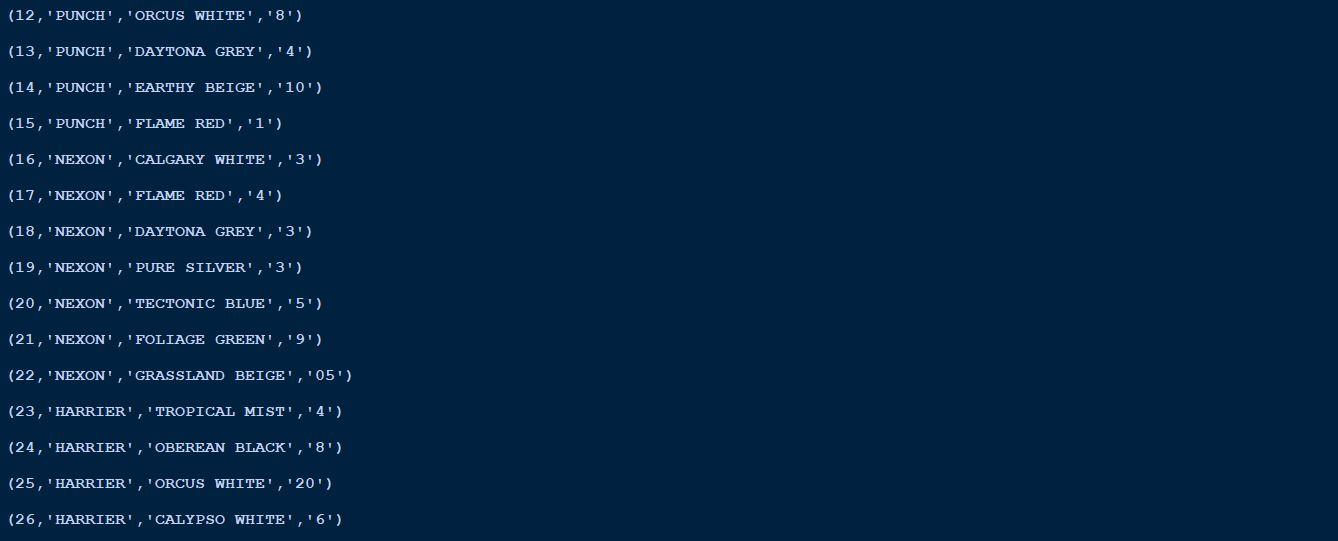 (12,'PUNCH','ORCUS WHITE','8')
(13,'PUNCH','DAYTONA GREY','4')
(14,'PUNCH','EARTHY BEIGE','10')
(15,'PUNCH','FLAME RED','1')
(16,'NEXON','CALGARY WHITE','3')
(17,'NEXON','FLAME RED','4')
(18,'NEXON','DAYTONA GREY','3')
(19,'NEXON','PURE SILVER','3')
(20,'NEXON','TECTONIC BLUE','5')
(21,'NEXON','FOLIAGE GREEN','9')
(22,'NEXON','GRASSLAND BEIGE','05')
(23,'HARRIER','TROPICAL MIST','4')
(24,'HARRIER','OBEREAN BLACK','8')
(25,'HARRIER','ORCUS WHITE','20')
(26,'HARRIER','CALYPSO WHITE','6')